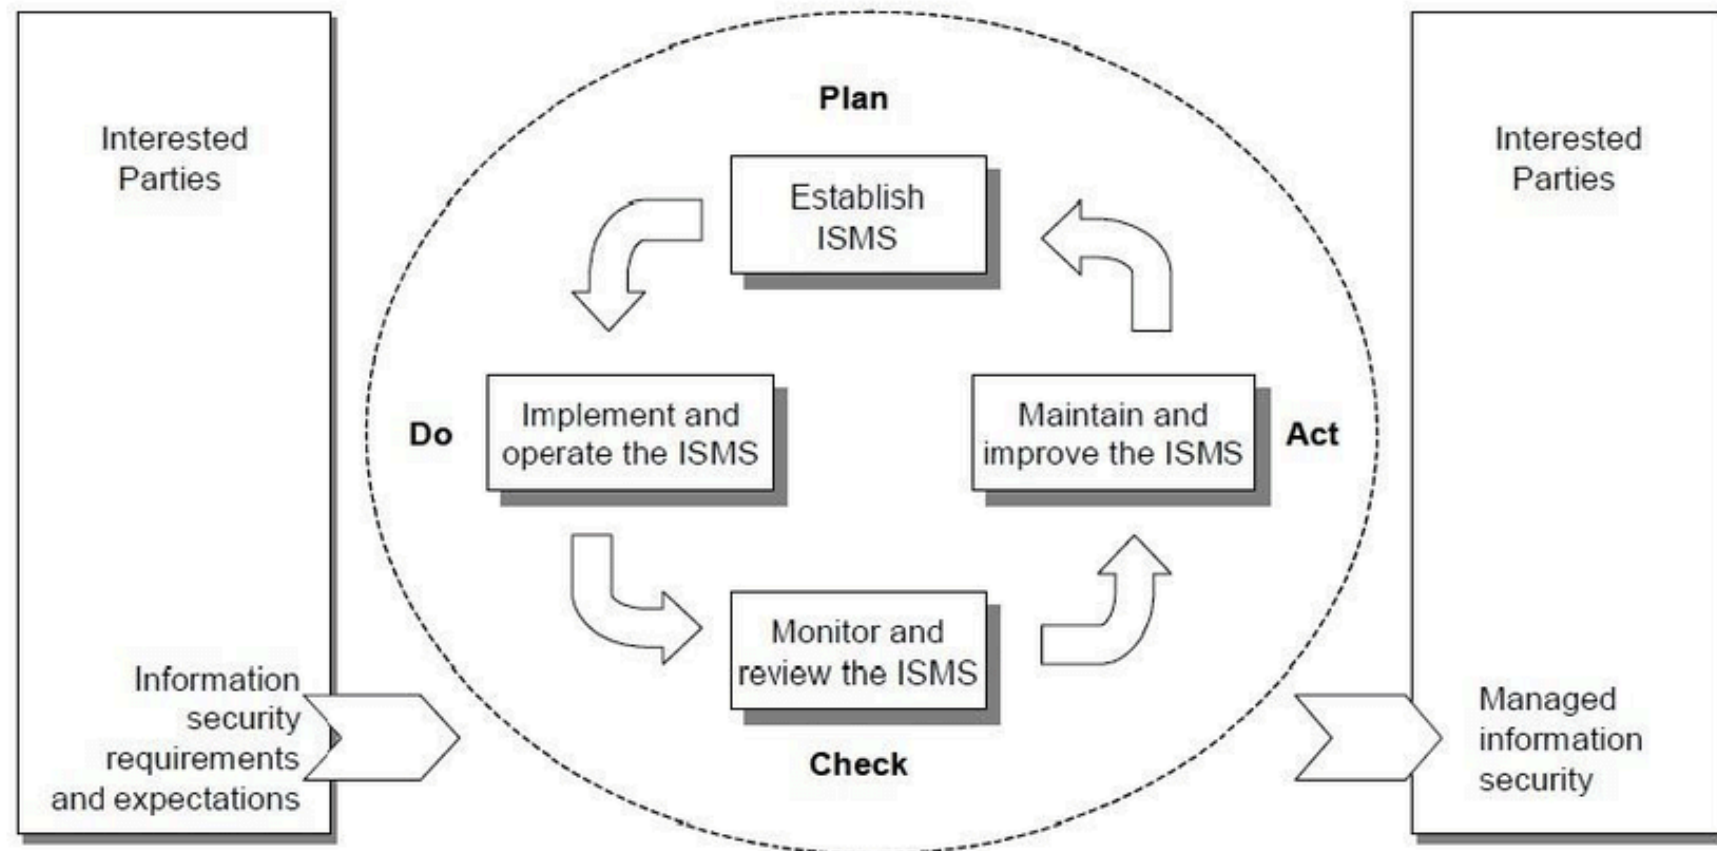 Interested
Parties
Information
security
requirements
and expectations
Plan
Establish
ISMS
Do
Implement and
operate the ISMS
Maintain and
improve the ISMS
Act
Monitor and
review the ISMS
Check
Interested
Parties
Managed
information
security